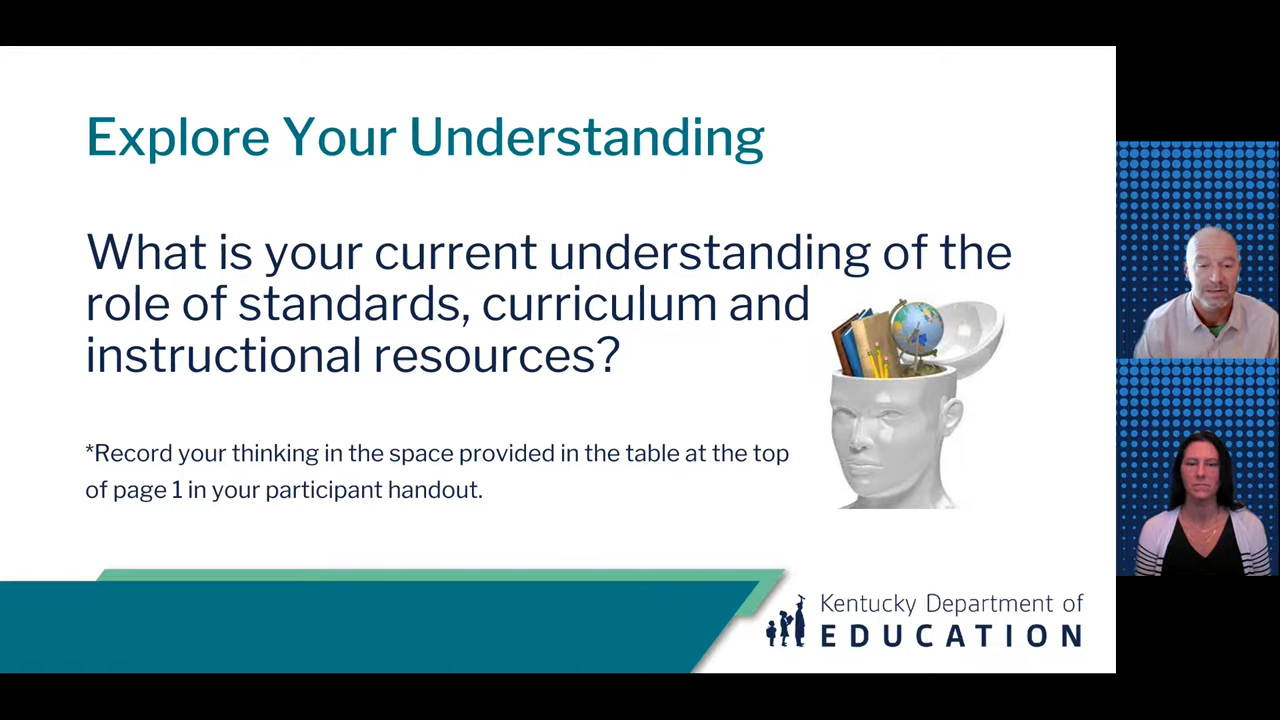 Explore Your Understanding
What is your current understanding of the
role of standards, curriculum and
instructional resources?
*Record your thinking in the space provided in the table at the top
of page 1 in your participant handout.
Kentucky Department of
EDUCATION